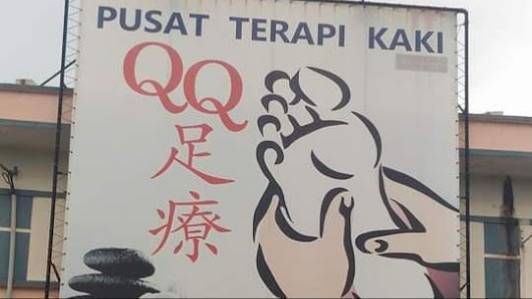 PUSAT TERAPI KAKI
QQ
足
療